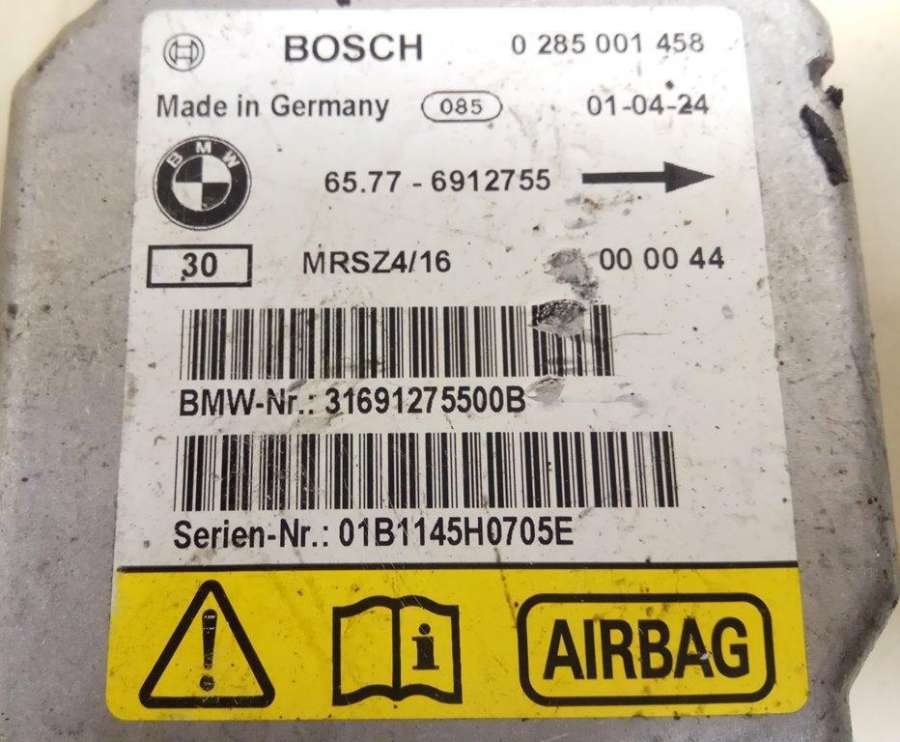 BOSCH 0 285 001 458
Made in Germany 085 01-04-24
BMW
65.77 - 6912755
30 MRSZ4/16 00 00 44
BMW-Nr.: 31691275500B
Serien-Nr.: 01B1145H0705E
! i AIRBAG